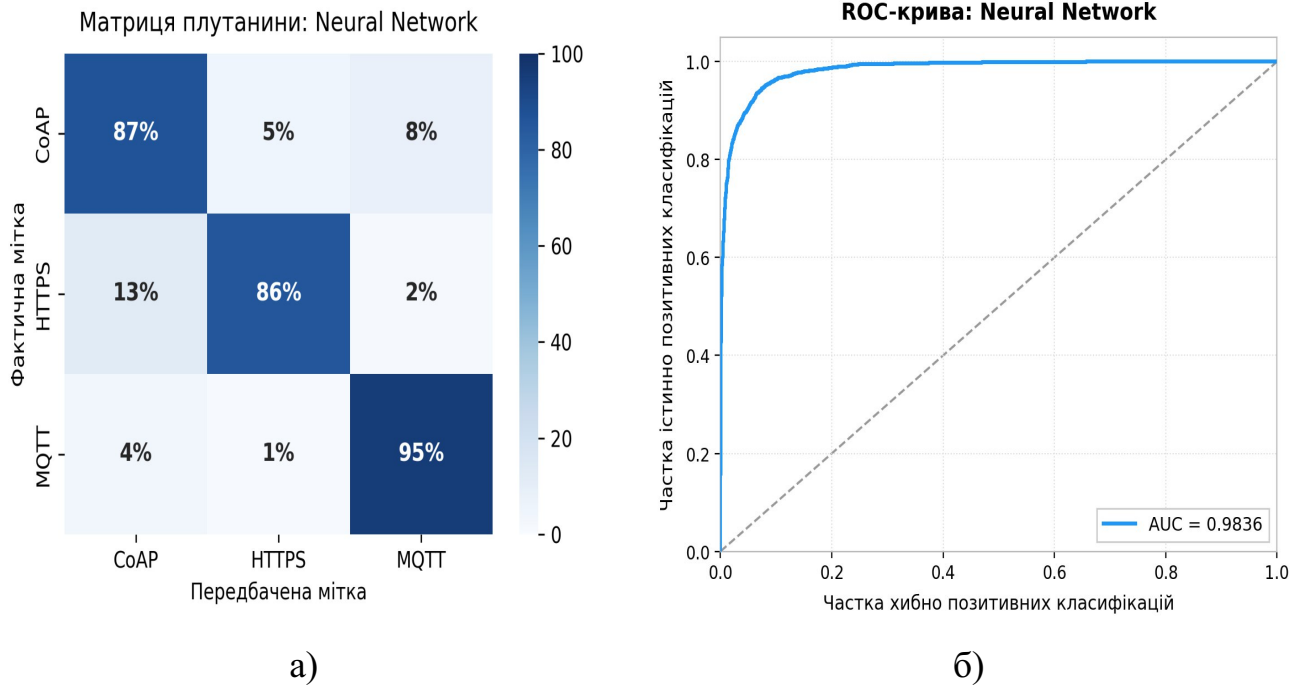 Матриця плутанини: Neural Network
100
80
60
40
20
0
Фактична мітка
CoAP
HTTPS
MQTT
87% 5% 8%
13% 86% 2%
4% 1% 95%
CoAP HTTPS MQTT
Передбачена мітка
а)
ROC-крива: Neural Network
Частка істинно позитивних класифікацій
1.0
0.8
0.6
0.4
0.2
0.0
AUC = 0.9836
0.0 0.2 0.4 0.6 0.8 1.0
Частка хибно позитивних класифікацій
б)